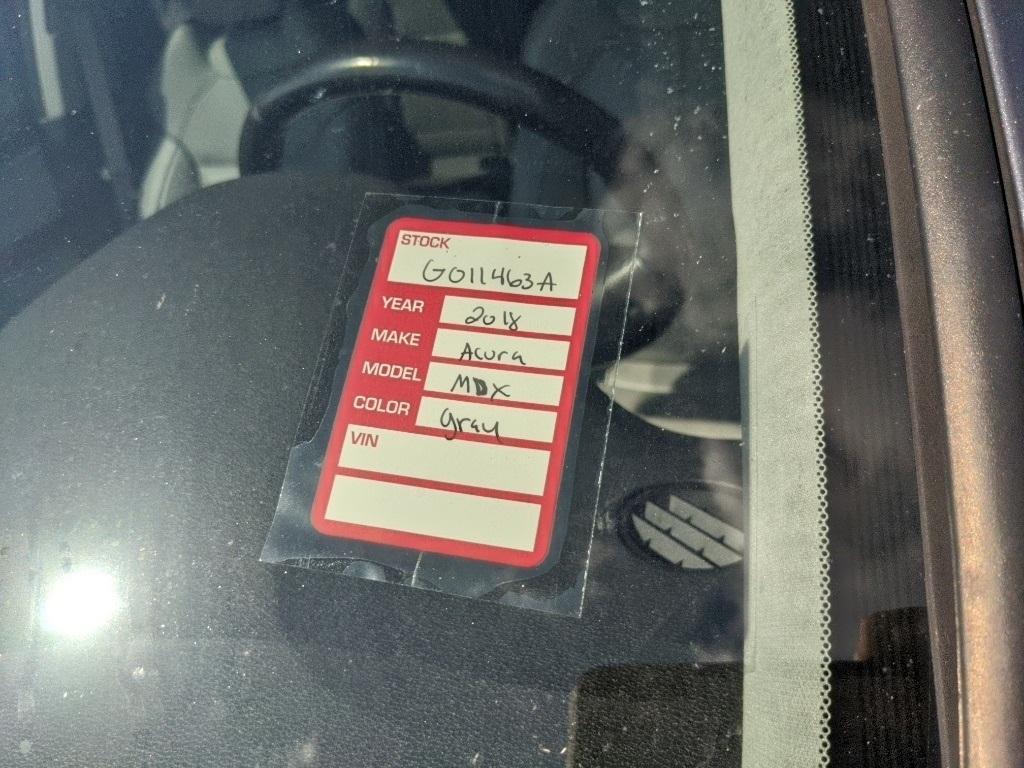 STOCK
G011463A
YEAR 2018
MAKE Acura
MODEL MDX
COLOR gray
VIN